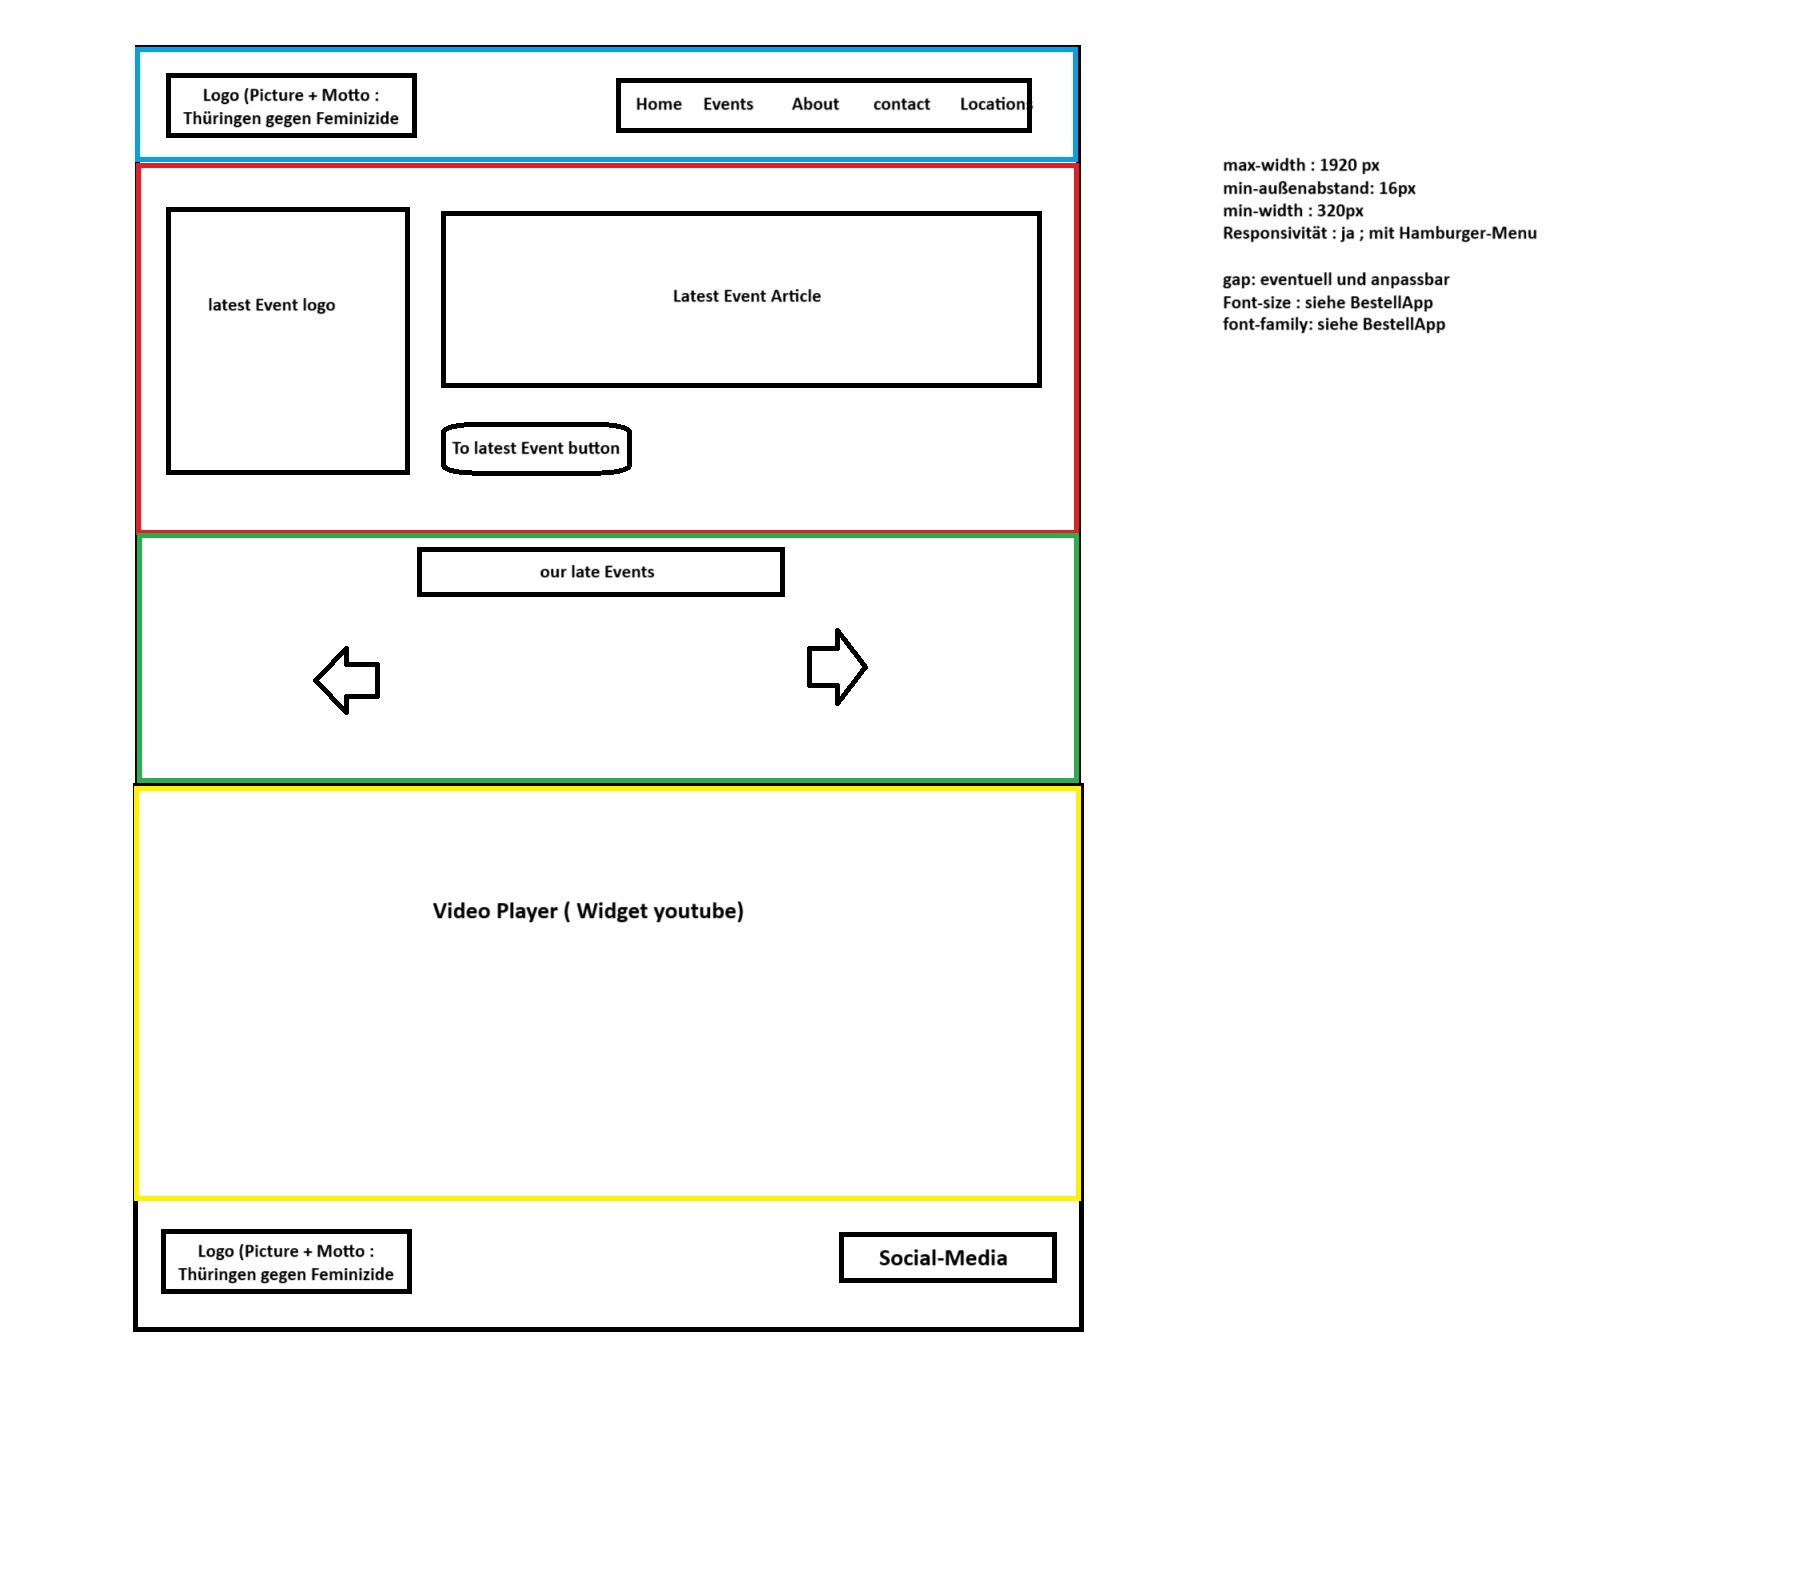 Logo (Picture + Motto :
Thüringen gegen Feminizide
Home Events About contact Locations
max-width : 1920 px
min-außenabstand: 16px
min-width : 320px
Responsivität : ja ; mit Hamburger-Menu
gap: eventuell und anpassbar
Font-size : siehe BestellApp
font-family: siehe BestellApp
latest Event logo
Latest Event Article
To latest Event button
our late Events
Video Player ( Widget youtube)
Logo (Picture + Motto :
Thüringen gegen Feminizide
Social-Media